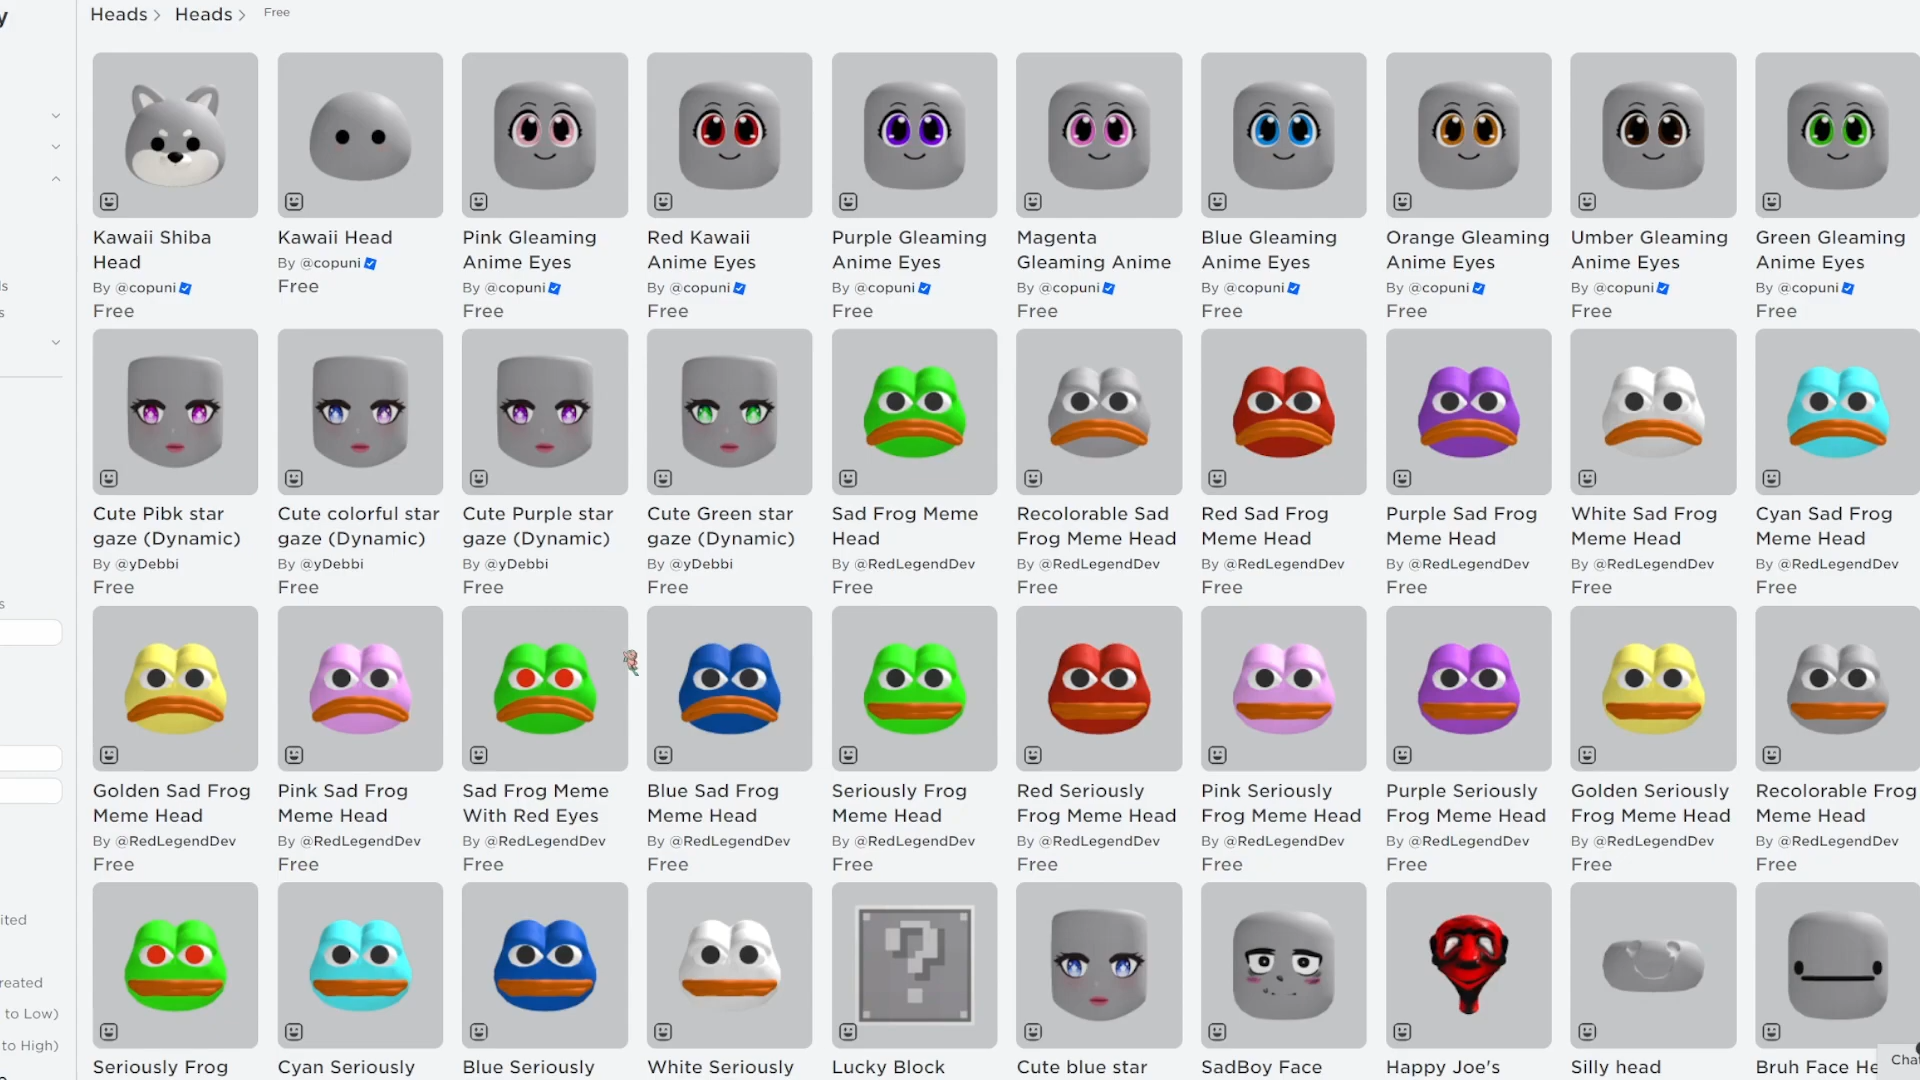 y
Heads > Heads > Free
Kawaii Shiba
Head
By @copuni
Free
Kawaii Head
By @copuni
Free
Pink Gleaming
Anime Eyes
By @copuni
Free
Red Kawaii
Anime Eyes
By @copuni
Free
Purple Gleaming
Anime Eyes
By @copuni
Free
Magenta
Gleaming Anime
By @copuni
Free
Blue Gleaming
Anime Eyes
By @copuni
Free
Orange Gleaming
Anime Eyes
By @copuni
Free
Umber Gleaming
Anime Eyes
By @copuni
Free
Green Gleaming
Anime Eyes
By @copuni
Free
ls
s
Cute Pibk star
gaze (Dynamic)
By @yDebbi
Free
Cute colorful star
gaze (Dynamic)
By @yDebbi
Free
Cute Purple star
gaze (Dynamic)
By @yDebbi
Free
Cute Green star
gaze (Dynamic)
By @yDebbi
Free
Sad Frog Meme
Head
By @RedLegendDev
Free
Recolorable Sad
Frog Meme Head
By @RedLegendDev
Free
Red Sad Frog
Meme Head
By @RedLegendDev
Free
Purple Sad Frog
Meme Head
By @RedLegendDev
Free
White Sad Frog
Meme Head
By @RedLegendDev
Free
Cyan Sad Frog
Meme Head
By @RedLegendDev
Free
s
Golden Sad Frog
Meme Head
By @RedLegendDev
Free
Pink Sad Frog
Meme Head
By @RedLegendDev
Free
Sad Frog Meme
With Red Eyes
By @RedLegendDev
Free
Blue Sad Frog
Meme Head
By @RedLegendDev
Free
Seriously Frog
Meme Head
By @RedLegendDev
Free
Red Seriously
Frog Meme Head
By @RedLegendDev
Free
Pink Seriously
Frog Meme Head
By @RedLegendDev
Free
Purple Seriously
Frog Meme Head
By @RedLegendDev
Free
Golden Seriously
Frog Meme Head
By @RedLegendDev
Free
Recolorable Frog
Meme Head
By @RedLegendDev
Free
ited
reated
to Low)
to High)
Seriously Frog
Cyan Seriously
Blue Seriously
White Seriously
?
Lucky Block
Cute blue star
SadBoy Face
Happy Joe's
Silly head
Bruh Face He
Cha